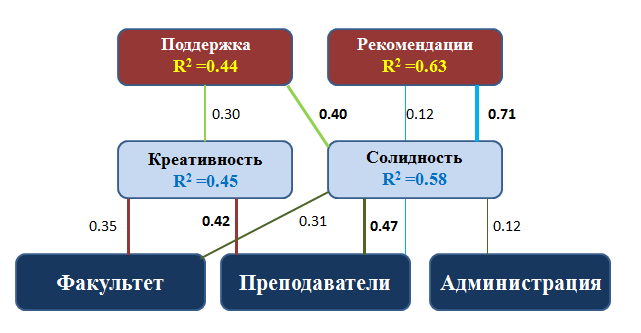 Поддержка
R² =0.44
Рекомендации
R² =0.63
0.30
0.40
0.12
0.71
Креативность
R² =0.45
Солидность
R² =0.58
0.35
0.42
0.31
0.47
0.12
Факультет
Преподаватели
Администрация